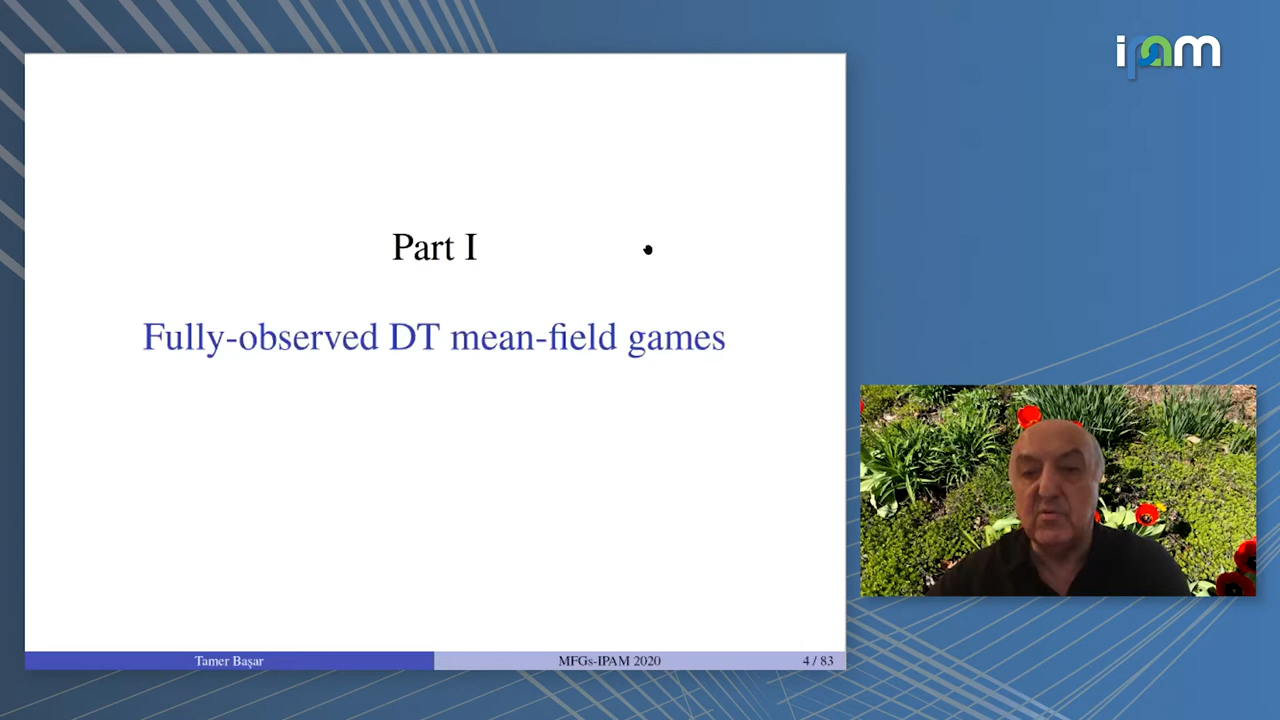 ipam
Part I
Fully-observed DT mean-field games
Tamer Başar
MFGs-IPAM 2020
4 / 83